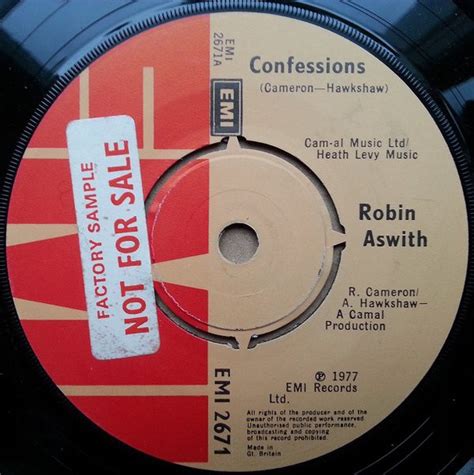 EMI
2671A
Confessions
(Cameron—Hawkshaw)
EMI
Cam-al Music Ltd/
Heath Levy Music
FACTORY SAMPLE
NOT FOR SALE
Robin
Aswith
R. Cameron/
A. Hawkshaw—
A Camal
Production
EMI 2671
℗ 1977
EMI Records
Ltd.
All rights of the producer and of the
owner of the recorded work reserved.
Unauthorised public performance,
broadcasting and copying of
this record prohibited.
Made in
Gt. Britain